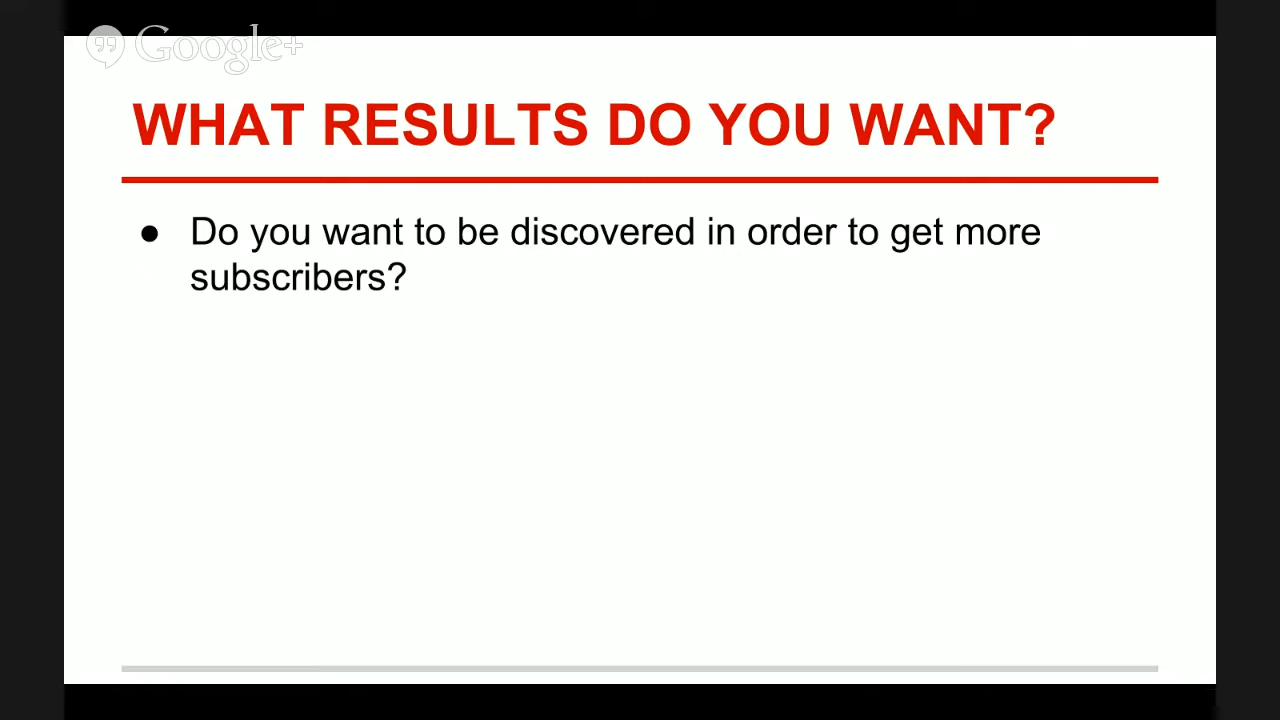 Google+
WHAT RESULTS DO YOU WANT?
● Do you want to be discovered in order to get more
subscribers?